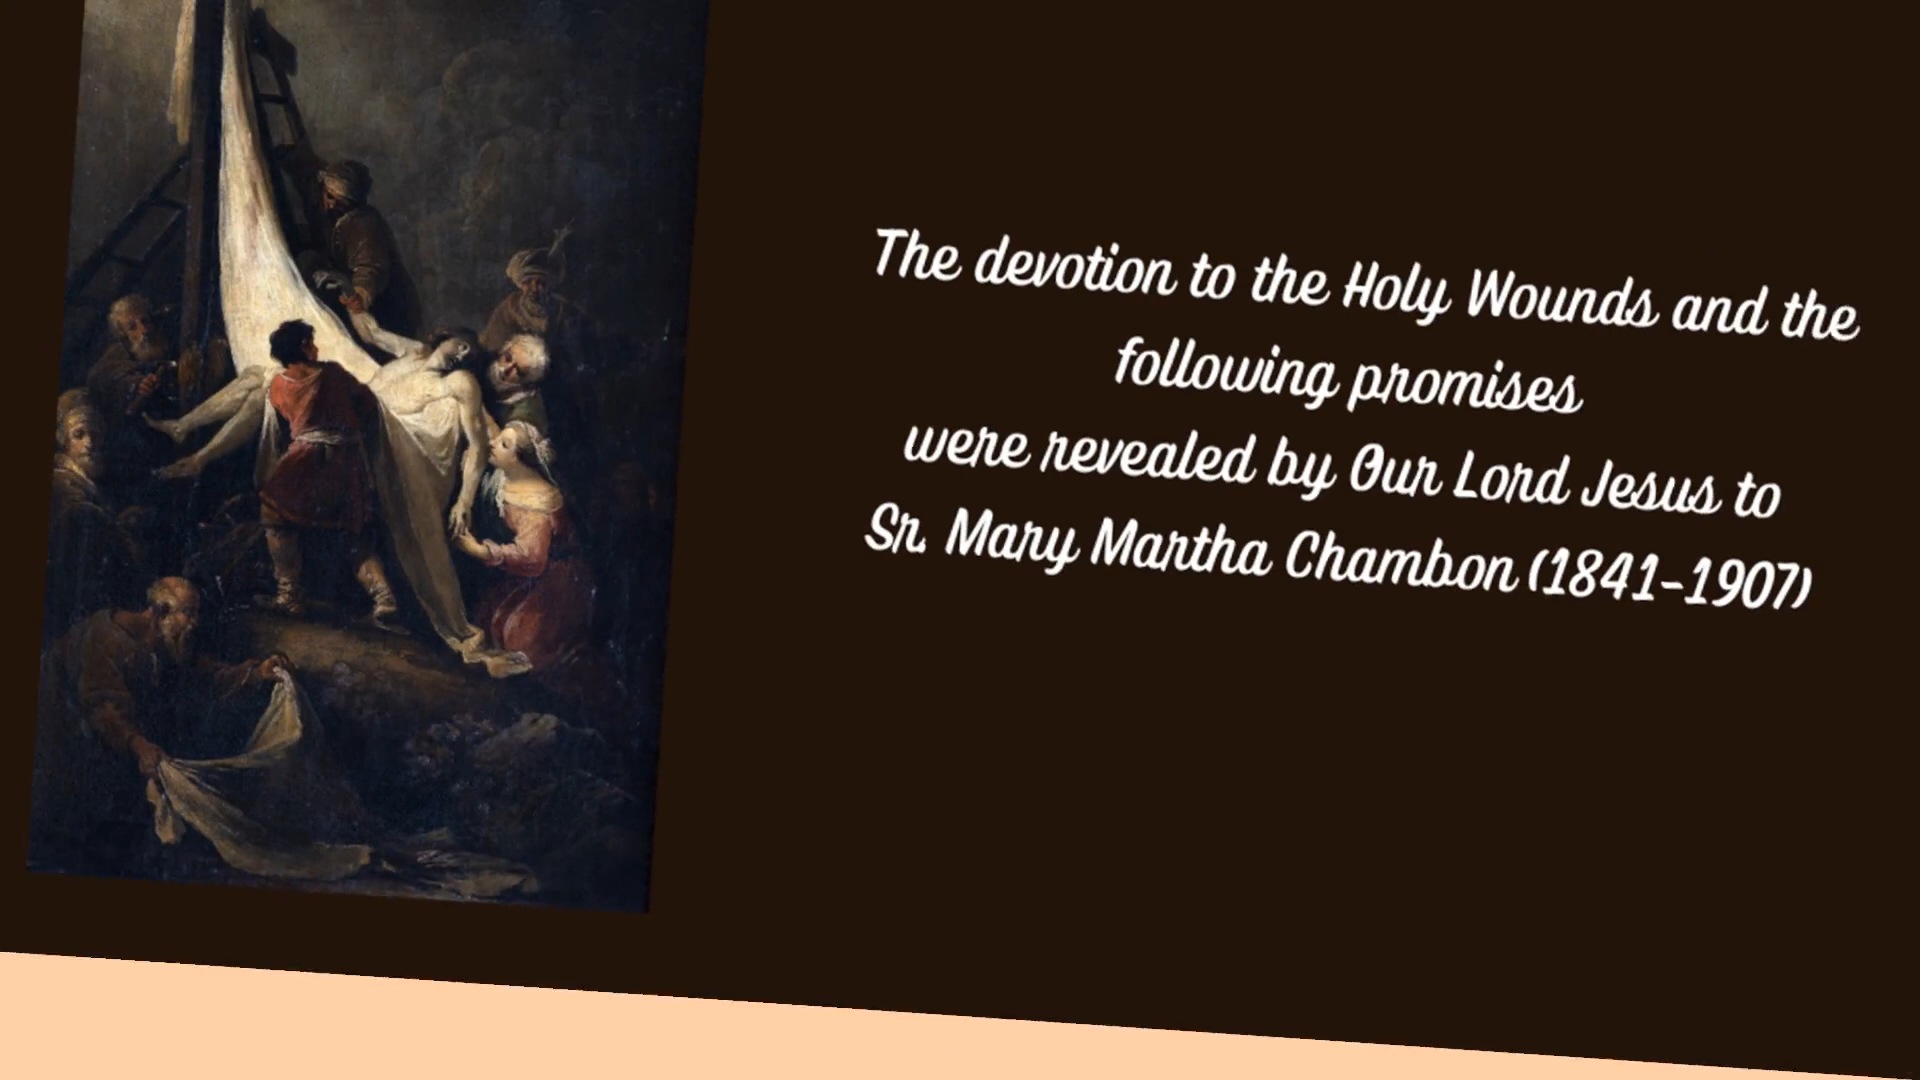 The devotion to the Holy Wounds and the
following promises
were revealed by Our Lord Jesus to
Sr. Mary Martha Chambon (1841-1907)